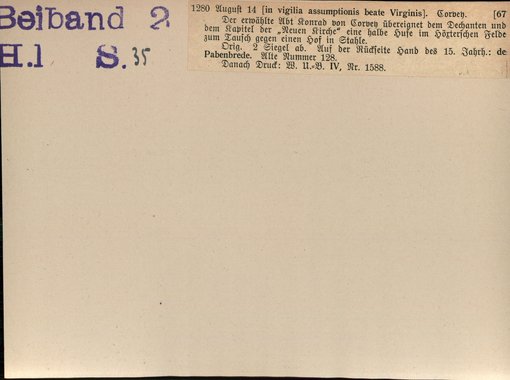 Beiband 2
H.1 S. 35
1280 August 14 [in vigilia assumptionis beate Virginis]. Corvey. [67
Der erwählte Abt Konrad von Corvey übereignet dem Dechanten und
dem Kapitel der „Neuen Kirche“ eine halbe Hufe im Höxterschen Felde
zum Tausch gegen einen Hof in Stahle.
Orig. 2 Siegel ab. Auf der Rückseite Hand des 15. Jahrh.: de
Pabenbrede. Alte Nummer 128.
Danach Druck: W. U.-B. IV, Nr. 1588.